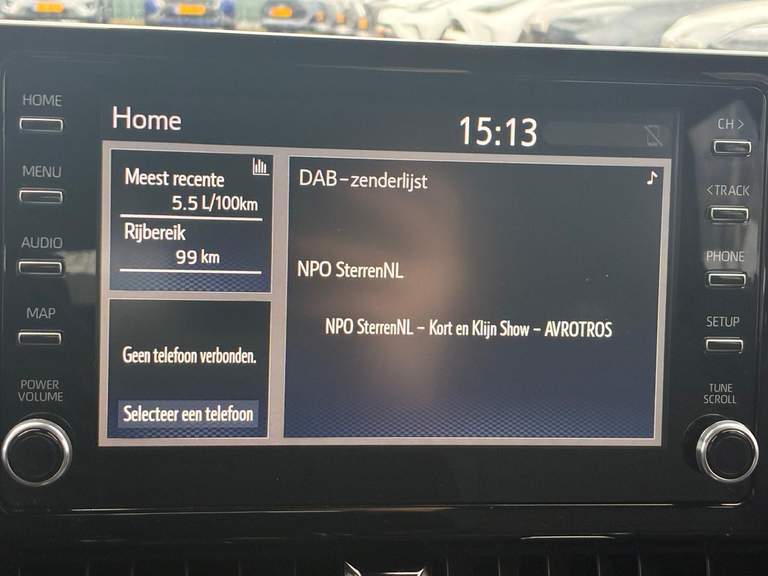 HOME
MENU
AUDIO
MAP
POWER
VOLUME
Home
15:13
Meest recente
5.5 L/100km
Rijbereik
99 km
Geen telefoon verbonden.
Selecteer een telefoon
DAB-zenderlijst
NPO SterrenNL
NPO SterrenNL - Kort en Klijn Show - AVROTROS
CH >
<TRACK
PHONE
SETUP
TUNE
SCROLL